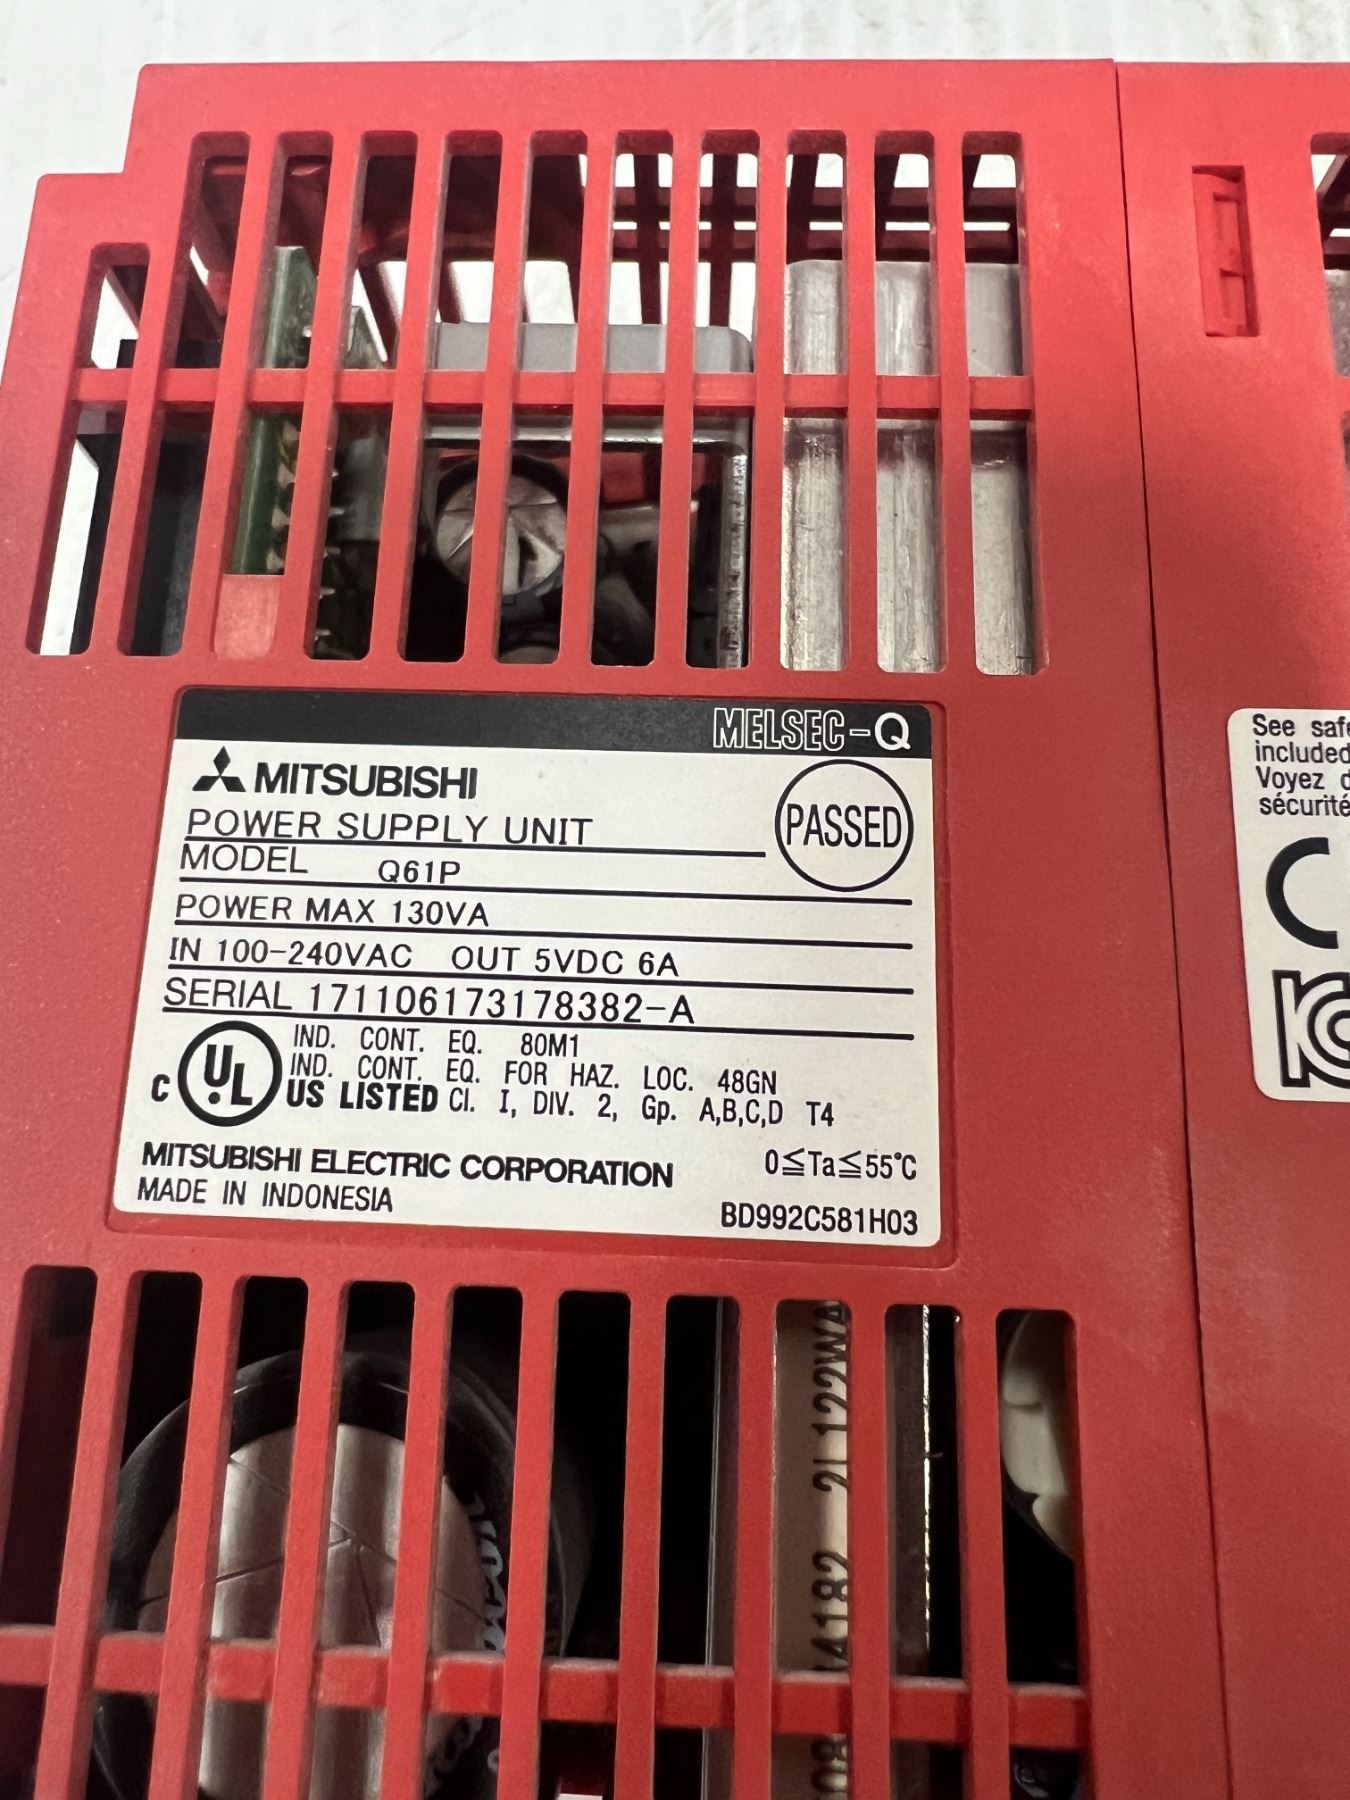 MELSEC-Q
MITSUBISHI
PASSED
POWER SUPPLY UNIT
MODEL Q61P
POWER MAX 130VA
IN 100-240VAC OUT 5VDC 6A
SERIAL 171106173178382-A
IND. CONT. EQ. 80M1
IND. CONT. EQ. FOR HAZ. LOC. 48GN
C UL US LISTED Cl. I, DIV. 2, Gp. A,B,C,D T4
MITSUBISHI ELECTRIC CORPORATION 0≦Ta≦55°C
MADE IN INDONESIA
BD992C581H03
See
included
Voyez
sécurité
CE